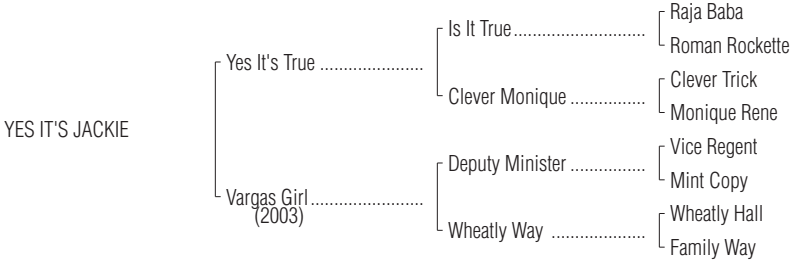 Raja Baba
Is It True............................
Roman Rockette
Yes It's True ......................
Clever Trick
Clever Monique ................
Monique Rene
YES IT'S JACKIE
Vice Regent
Deputy Minister ................
Mint Copy
Vargas Girl........................
(2003)
Wheatly Hall
Wheatly Way ....................
Family Way